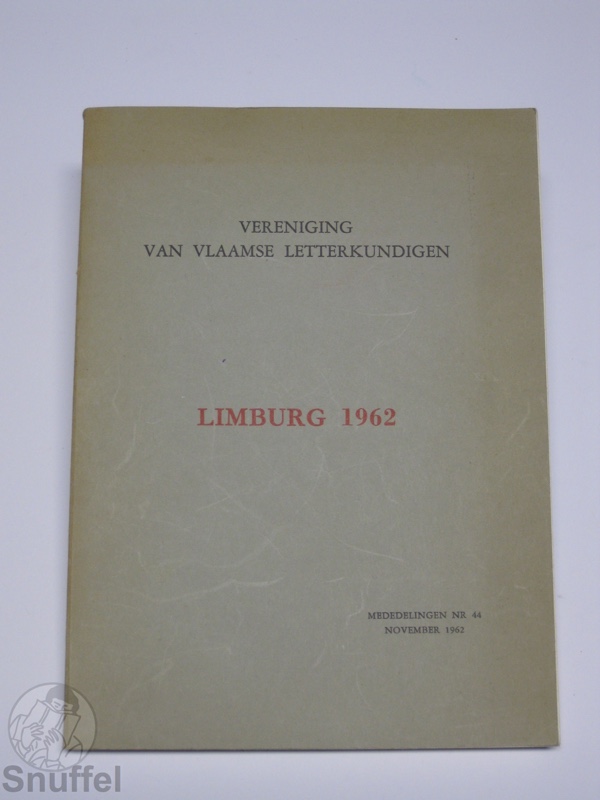 VERENIGING
VAN VLAAMSE LETTERKUNDIGEN
LIMBURG 1962
MEDEDELINGEN NR 44
NOVEMBER 1962
Snuffel